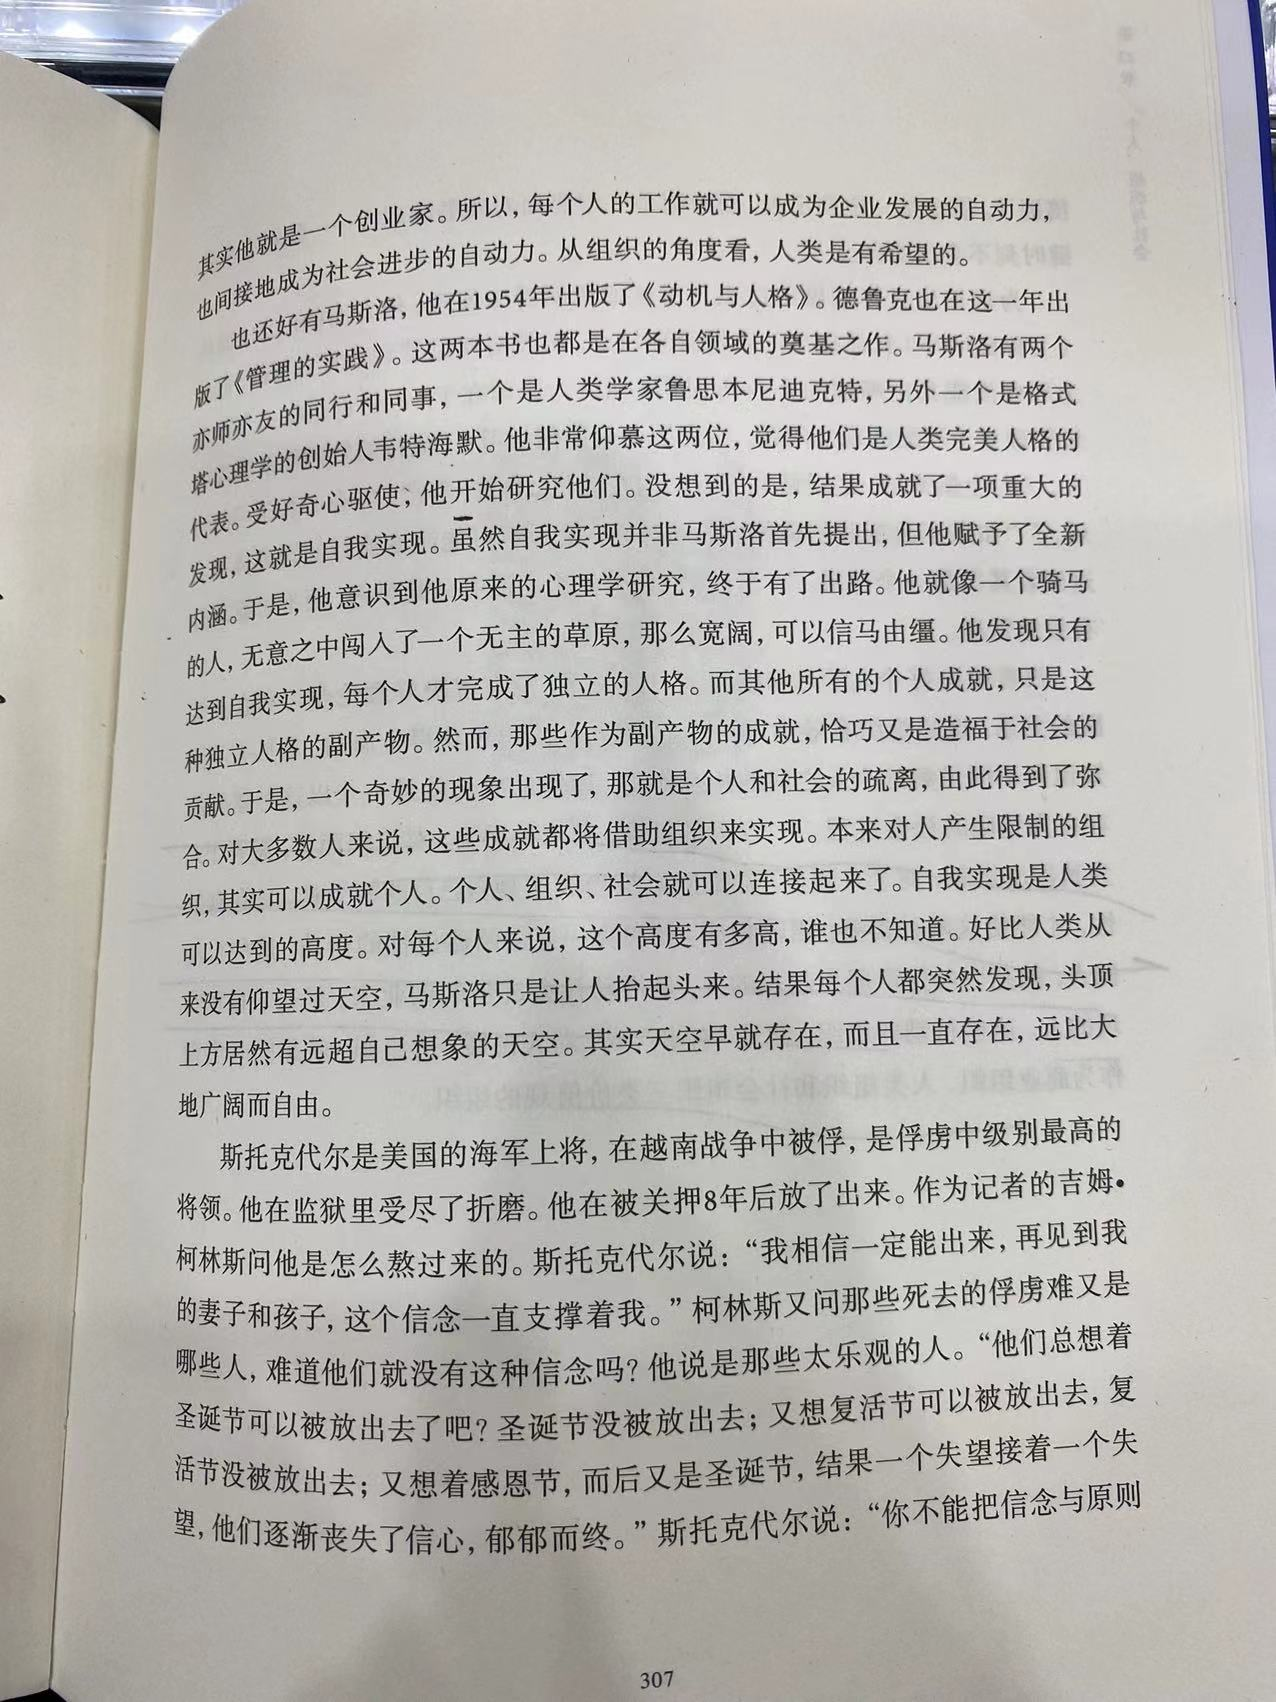 其实他就是一个创业家。所以，每个人的工作就可以成为企业发展的自动力，
也间接地成为社会进步的自动力。从组织的角度看，人类是有希望的。
也还好有马斯洛，他在1954年出版了《动机与人格》。德鲁克也在这一年出
版了《管理的实践》。这两本书也都是在各自领域的奠基之作。马斯洛有两个
亦师亦友的同行和同事，一个是人类学家鲁思本尼迪克特，另外一个是格式
塔心理学的创始人韦特海默。他非常仰慕这两位，觉得他们是人类完美人格的
代表。受好奇心驱使，他开始研究他们。没想到的是，结果成就了一项重大的
发现，这就是自我实现。虽然自我实现并非马斯洛首先提出，但他赋予了全新
内涵。于是，他意识到他原来的心理学研究，终于有了出路。他就像一个骑马
的人，无意之中闯入了一个无主的草原，那么宽阔，可以信马由缰。他发现只有
达到自我实现，每个人才完成了独立的人格。而其他所有的个人成就，只是这
种独立人格的副产物。然而，那些作为副产物的成就，恰巧又是造福于社会的
贡献。于是，一个奇妙的现象出现了，那就是个人和社会的疏离，由此得到了弥
合。对大多数人来说，这些成就都将借助组织来实现。本来对人产生限制的组
织，其实可以成就个人。个人、组织、社会就可以连接起来了。自我实现是人类
可以达到的高度。对每个人来说，这个高度有多高，谁也不知道。好比人类从
来没有仰望过天空，马斯洛只是让人抬起头来。结果每个人都突然发现，头顶
上方居然有远超自己想象的天空。其实天空早就存在，而且一直存在，远比大
地广阔而自由。
斯托克代尔是美国的海军上将，在越南战争中被俘，是俘虏中级别最高的
将领。他在监狱里受尽了折磨。他在被关押8年后放了出来。作为记者的吉姆•
柯林斯问他是怎么熬过来的。斯托克代尔说：“我相信一定能出来，再见到我
的妻子和孩子，这个信念一直支撑着我。”柯林斯又问那些死去的俘虏难又是
哪些人，难道他们就没有这种信念吗？他说是那些太乐观的人。“他们总想着
圣诞节可以被放出去了吧？圣诞节没被放出去；又想复活节可以被放出去，复
活节没被放出去；又想着感恩节，而后又是圣诞节，结果一个失望接着一个失
望，他们逐渐丧失了信心，郁郁而终。”斯托克代尔说：“你不能把信念与原则
307